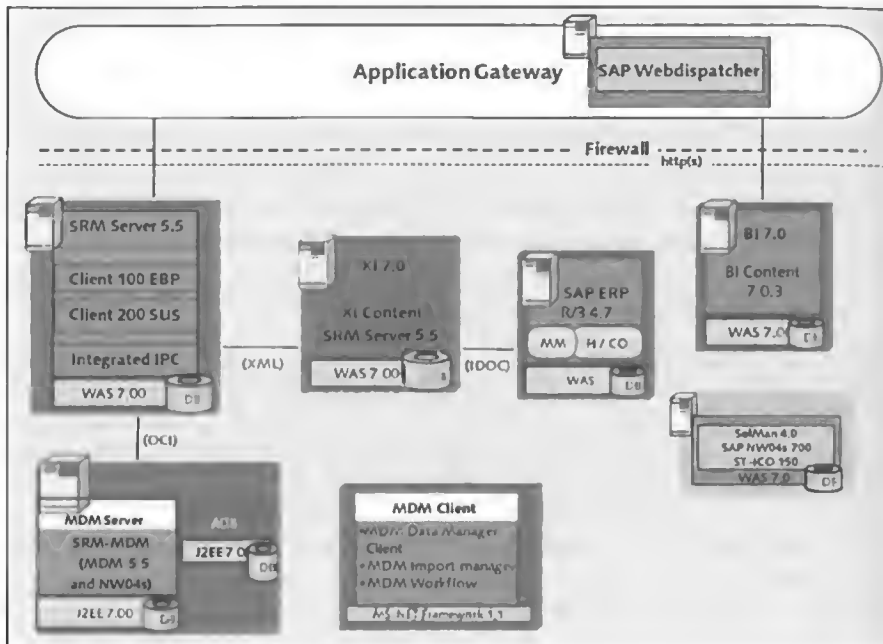 Application Gateway
SAP Webdispatcher
Firewall
http(s)
SRM Server 5.5
Client 100 EBP
Client 200 SUS
Integrated IPC
WAS 7.00
DB
(XML)
XI 7.0
XI Content
SRM Server 5.5
WAS 7.00
(IDOC)
SAP ERP
R/3 4.7
MM
WAS
DB
BI 7.0
BI Content
7.0.3
WAS 7.0
SolMan 4.0
SAP NW04s 700
ST-ICO 150
WAS 7.0
(OCI)
MDM Server
SRM-MDM
(MDM 5.5
and NW04s)
J2EE 7.00
J2EE 7.0
MDM Client
• MDM Data Manager
Client
• MDM Import manager
• MDM Workflow
Framework 1.1